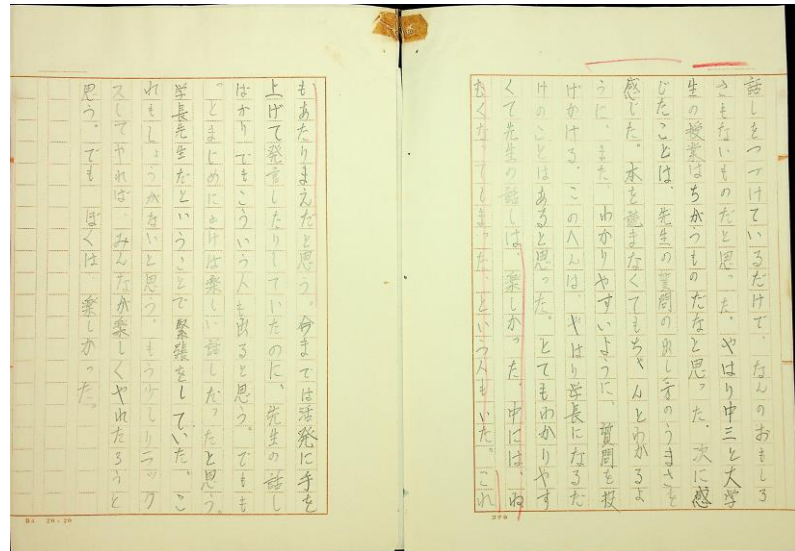 話しをつづけているだけで、なんのおもしろ
さもないものだと思った。やはり中三と大学
生の授業はちがうものだなと思った。次に感
じたことは、先生の質問の出し方のうまさを
感じた。本を読まなくてもちゃんとわかるよ
うに、また、わかりやすいように、質問を投
げかける。このへんは、やはり学長になるだ
けのことはあると思った。とてもわかりやす
くて先生の話しは、楽しかった。中には、ね
むくなってしまった、という人もいた。これ
もあたりまえだと思う。今までは活発に手を
上げて発言したりしていたのに、先生の話し
ばかりでもこういう人も出ると思う。でもも
っとまじめにきけば楽しい話しだったと思う。
学長先生だということで緊張をしていた。こ
れもしょうがないと思う。もう少しリラック
スしてやれば、みんなが楽しくやれたろうと
思う。でも ぼくは、楽しかった。
B5 20×20